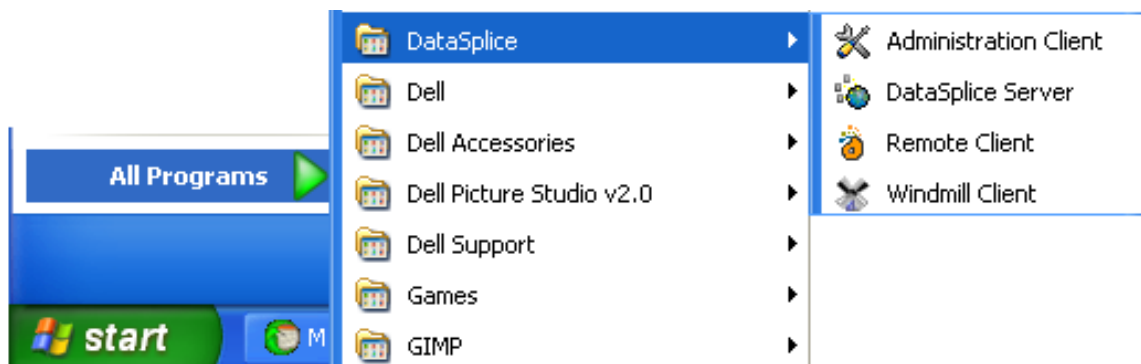 DataSplice
Dell
Dell Accessories
Dell Picture Studio v2.0
Dell Support
Games
GIMP
Administration Client
DataSplice Server
Remote Client
Windmill Client
All Programs
start
M